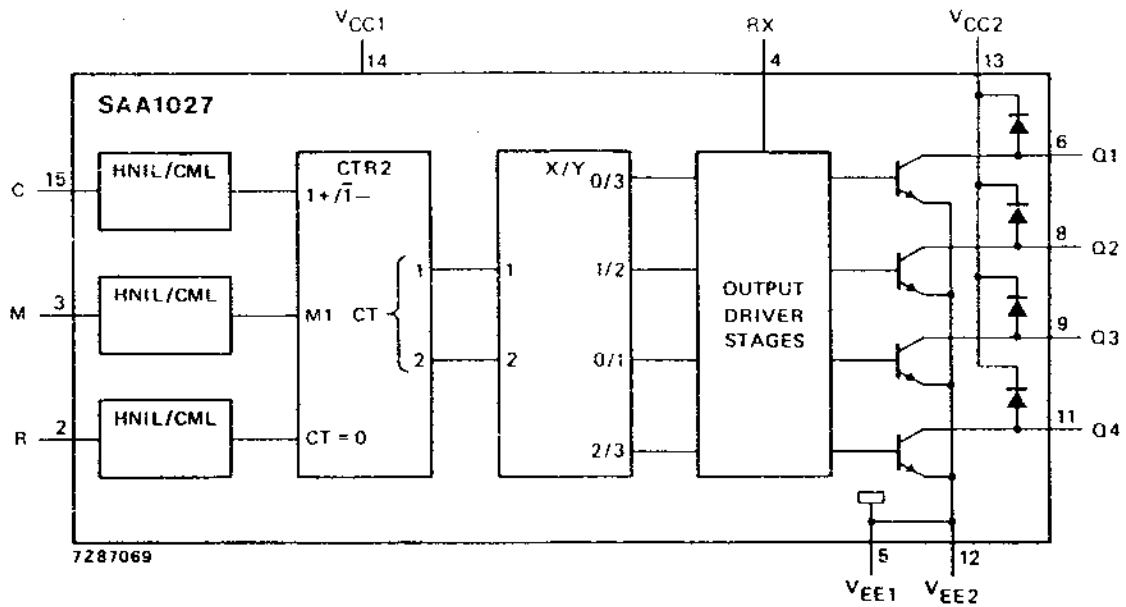 VCC1
RX
VCC2
14
4
13
SAA1027
HNIL/CML
CTR2
X/Y
0/3
6
Q1
C
15
1+/1̅−
8
Q2
1
1
1/2
HNIL/CML
M
3
M1
CT
OUTPUT
DRIVER
STAGES
9
Q3
2
2
0/1
HNIL/CML
R
2
CT = 0
2/3
11
Q4
7Z87069
5
12
VEE1
VEE2